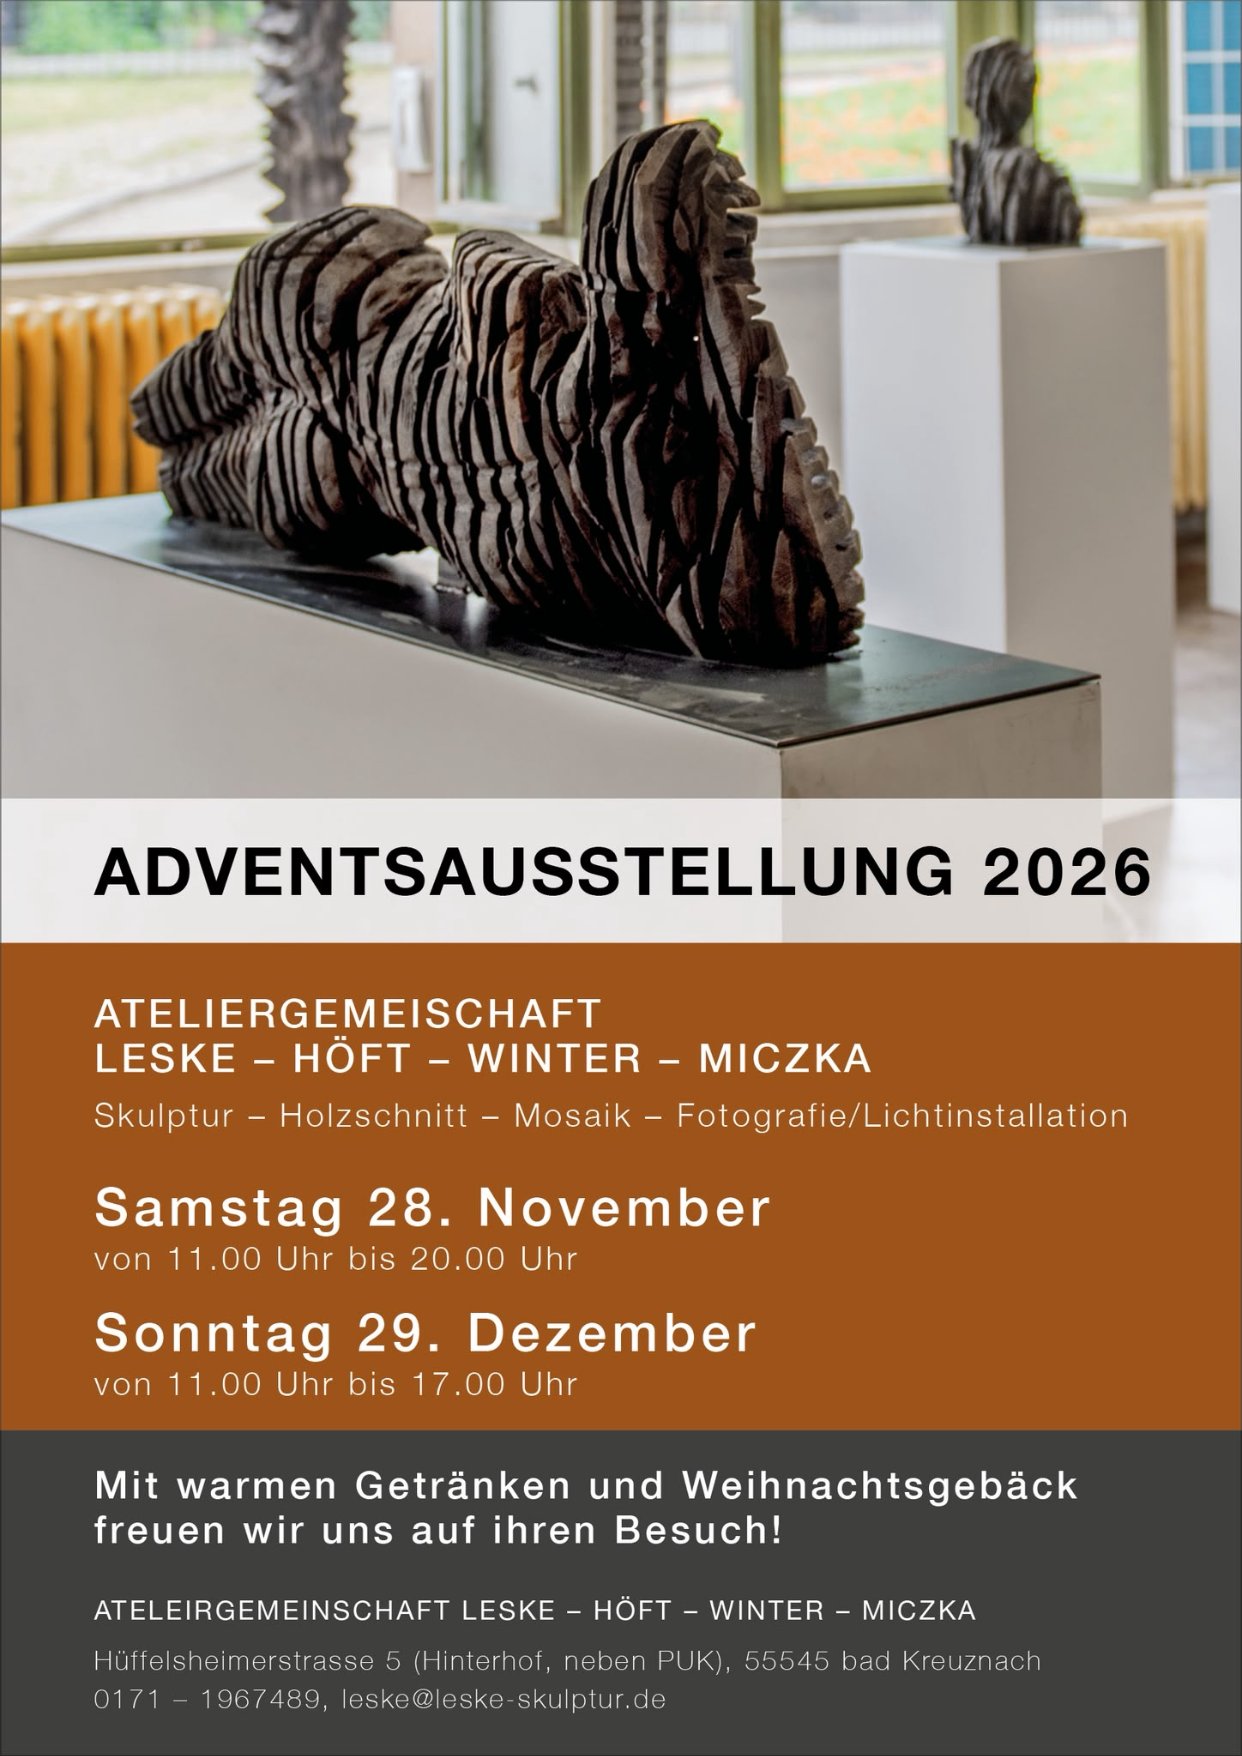 ADVENTSAUSSTELLUNG 2026
ATELIERGEMEISCHAFT
LESKE – HÖFT – WINTER – MICZKA
Skulptur – Holzschnitt – Mosaik – Fotografie/Lichtinstallation
Samstag 28. November
von 11.00 Uhr bis 20.00 Uhr
Sonntag 29. Dezember
von 11.00 Uhr bis 17.00 Uhr
Mit warmen Getränken und Weihnachtsgebäck
freuen wir uns auf ihren Besuch!
ATELEIRGEMEINSCHAFT LESKE – HÖFT – WINTER – MICZKA
Hüffelsheimerstrasse 5 (Hinterhof, neben PUK), 55545 bad Kreuznach
0171 – 1967489, leske@leske-skulptur.de